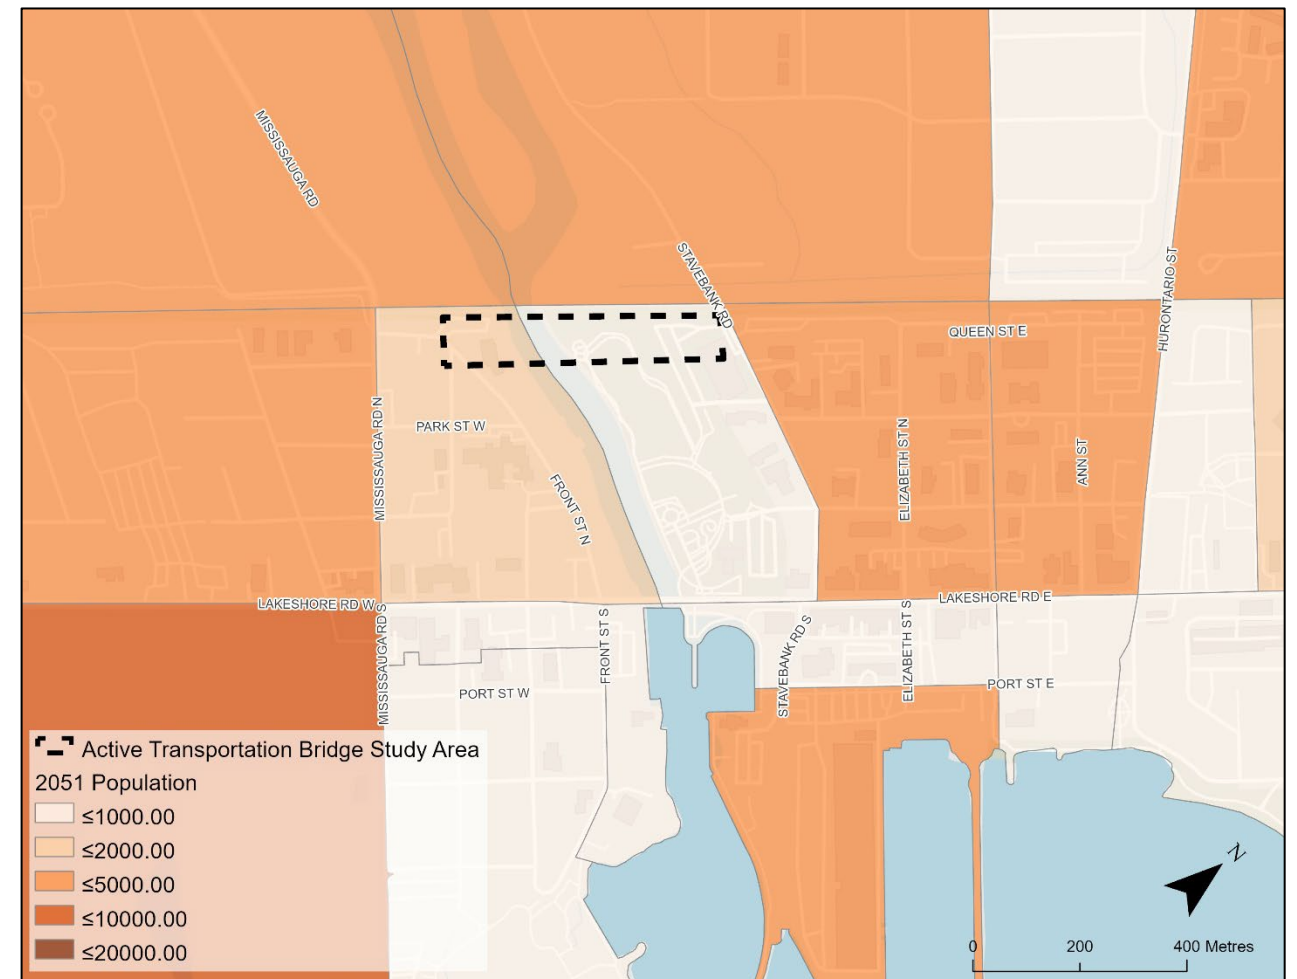 MISSISSAUGA RD
STAVEBANK RD
HURONTARIO ST
QUEEN ST E
MISSISSAUGA RD N
PARK ST W
FRONT ST N
ELIZABETH ST N
ANN ST
LAKESHORE RD W
LAKESHORE RD E
MISSISSAUGA RD S
FRONT ST S
STAVEBANK RD S
ELIZABETH ST S
PORT ST W
PORT ST E
Active Transportation Bridge Study Area
2051 Population
≤1000.00
≤2000.00
≤5000.00
≤10000.00
≤20000.00
N
0 200 400 Metres